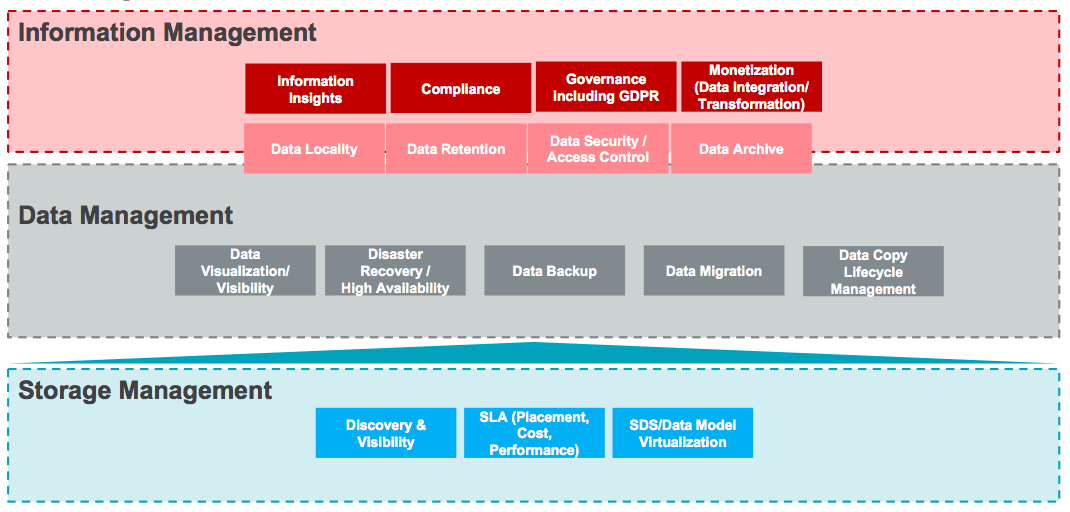 Information Management
Information
Insights
Compliance
Governance
including GDPR
Monetization
(Data Integration/
Transformation)
Data Locality
Data Retention
Data Security /
Access Control
Data Archive
Data Management
Data
Visualization/
Visibility
Disaster
Recovery /
High Availability
Data Backup
Data Migration
Data Copy
Lifecycle
Management
Storage Management
Discovery &
Visibility
SLA (Placement,
Cost,
Performance)
SDS/Data Model
Virtualization